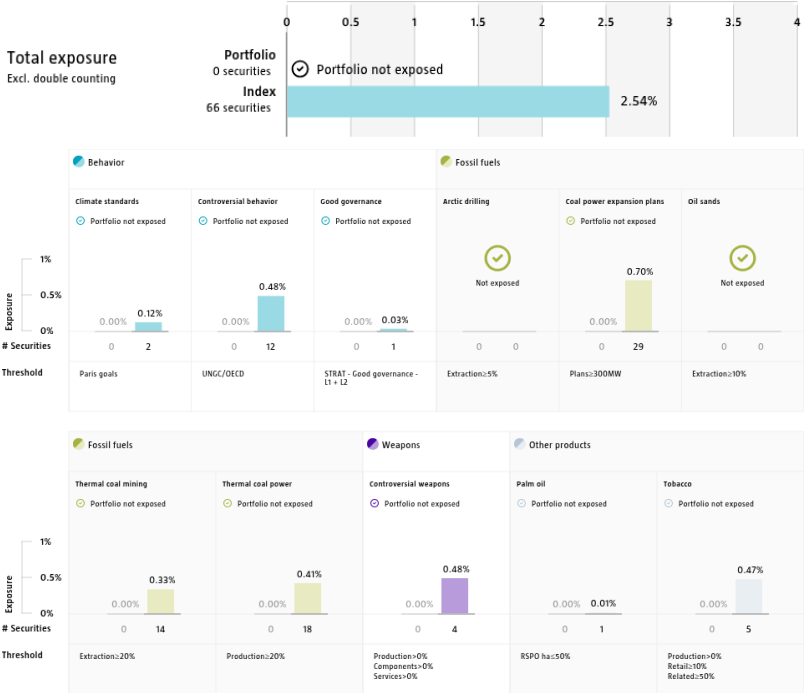 0 0.5 1 1.5 2 2.5 3 3.5 4
Total exposure
Excl. double counting
Portfolio
0 securities
Portfolio not exposed
Index
66 securities
2.54%
Behavior
Fossil fuels
Climate standards Controversial behavior Good governance Arctic drilling Coal power expansion plans Oil sands
Portfolio not exposed Portfolio not exposed Portfolio not exposed Portfolio not exposed
Exposure
1%
0.5%
0%
0.00% 0.12% 0.00% 0.48% 0.00% 0.03% Not exposed 0.00% 0.70% Not exposed
# Securities 0 2 0 12 0 1 0 0 0 29 0 0
Threshold Paris goals UNGC/OECD STRAT - Good governance - Extraction≥5% Plans≥300MW Extraction≥10%
L1 + L2
Fossil fuels Weapons Other products
Thermal coal mining Thermal coal power Controversial weapons Palm oil Tobacco
Portfolio not exposed Portfolio not exposed Portfolio not exposed Portfolio not exposed Portfolio not exposed
Exposure
1%
0.5%
0%
0.00% 0.33% 0.00% 0.41% 0.00% 0.48% 0.00% 0.01% 0.00% 0.47%
# Securities 0 14 0 18 0 4 0 1 0 5
Threshold Extraction≥20% Production≥20% Production>0% RSPO ha≤50% Production>0%
Components>0% Retail≥10%
Services>0% Related≥50%